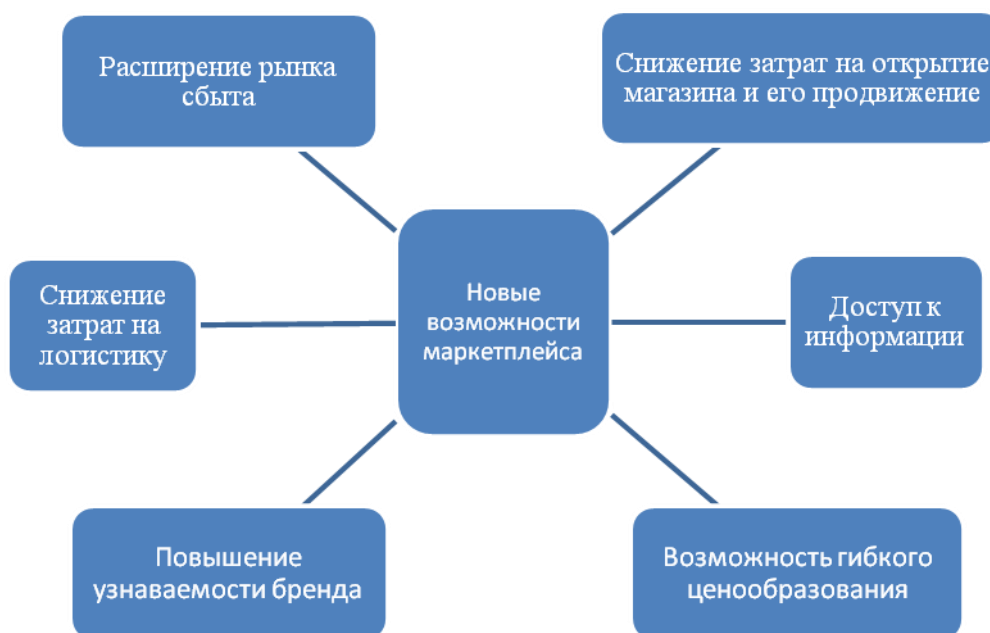 Расширение рынка
сбыта
Снижение затрат на открытие
магазина и его продвижение
Снижение
затрат на
логистику
Новые
возможности
маркетплейса
Доступ к
информации
Повышение
узнаваемости бренда
Возможность гибкого
ценообразования